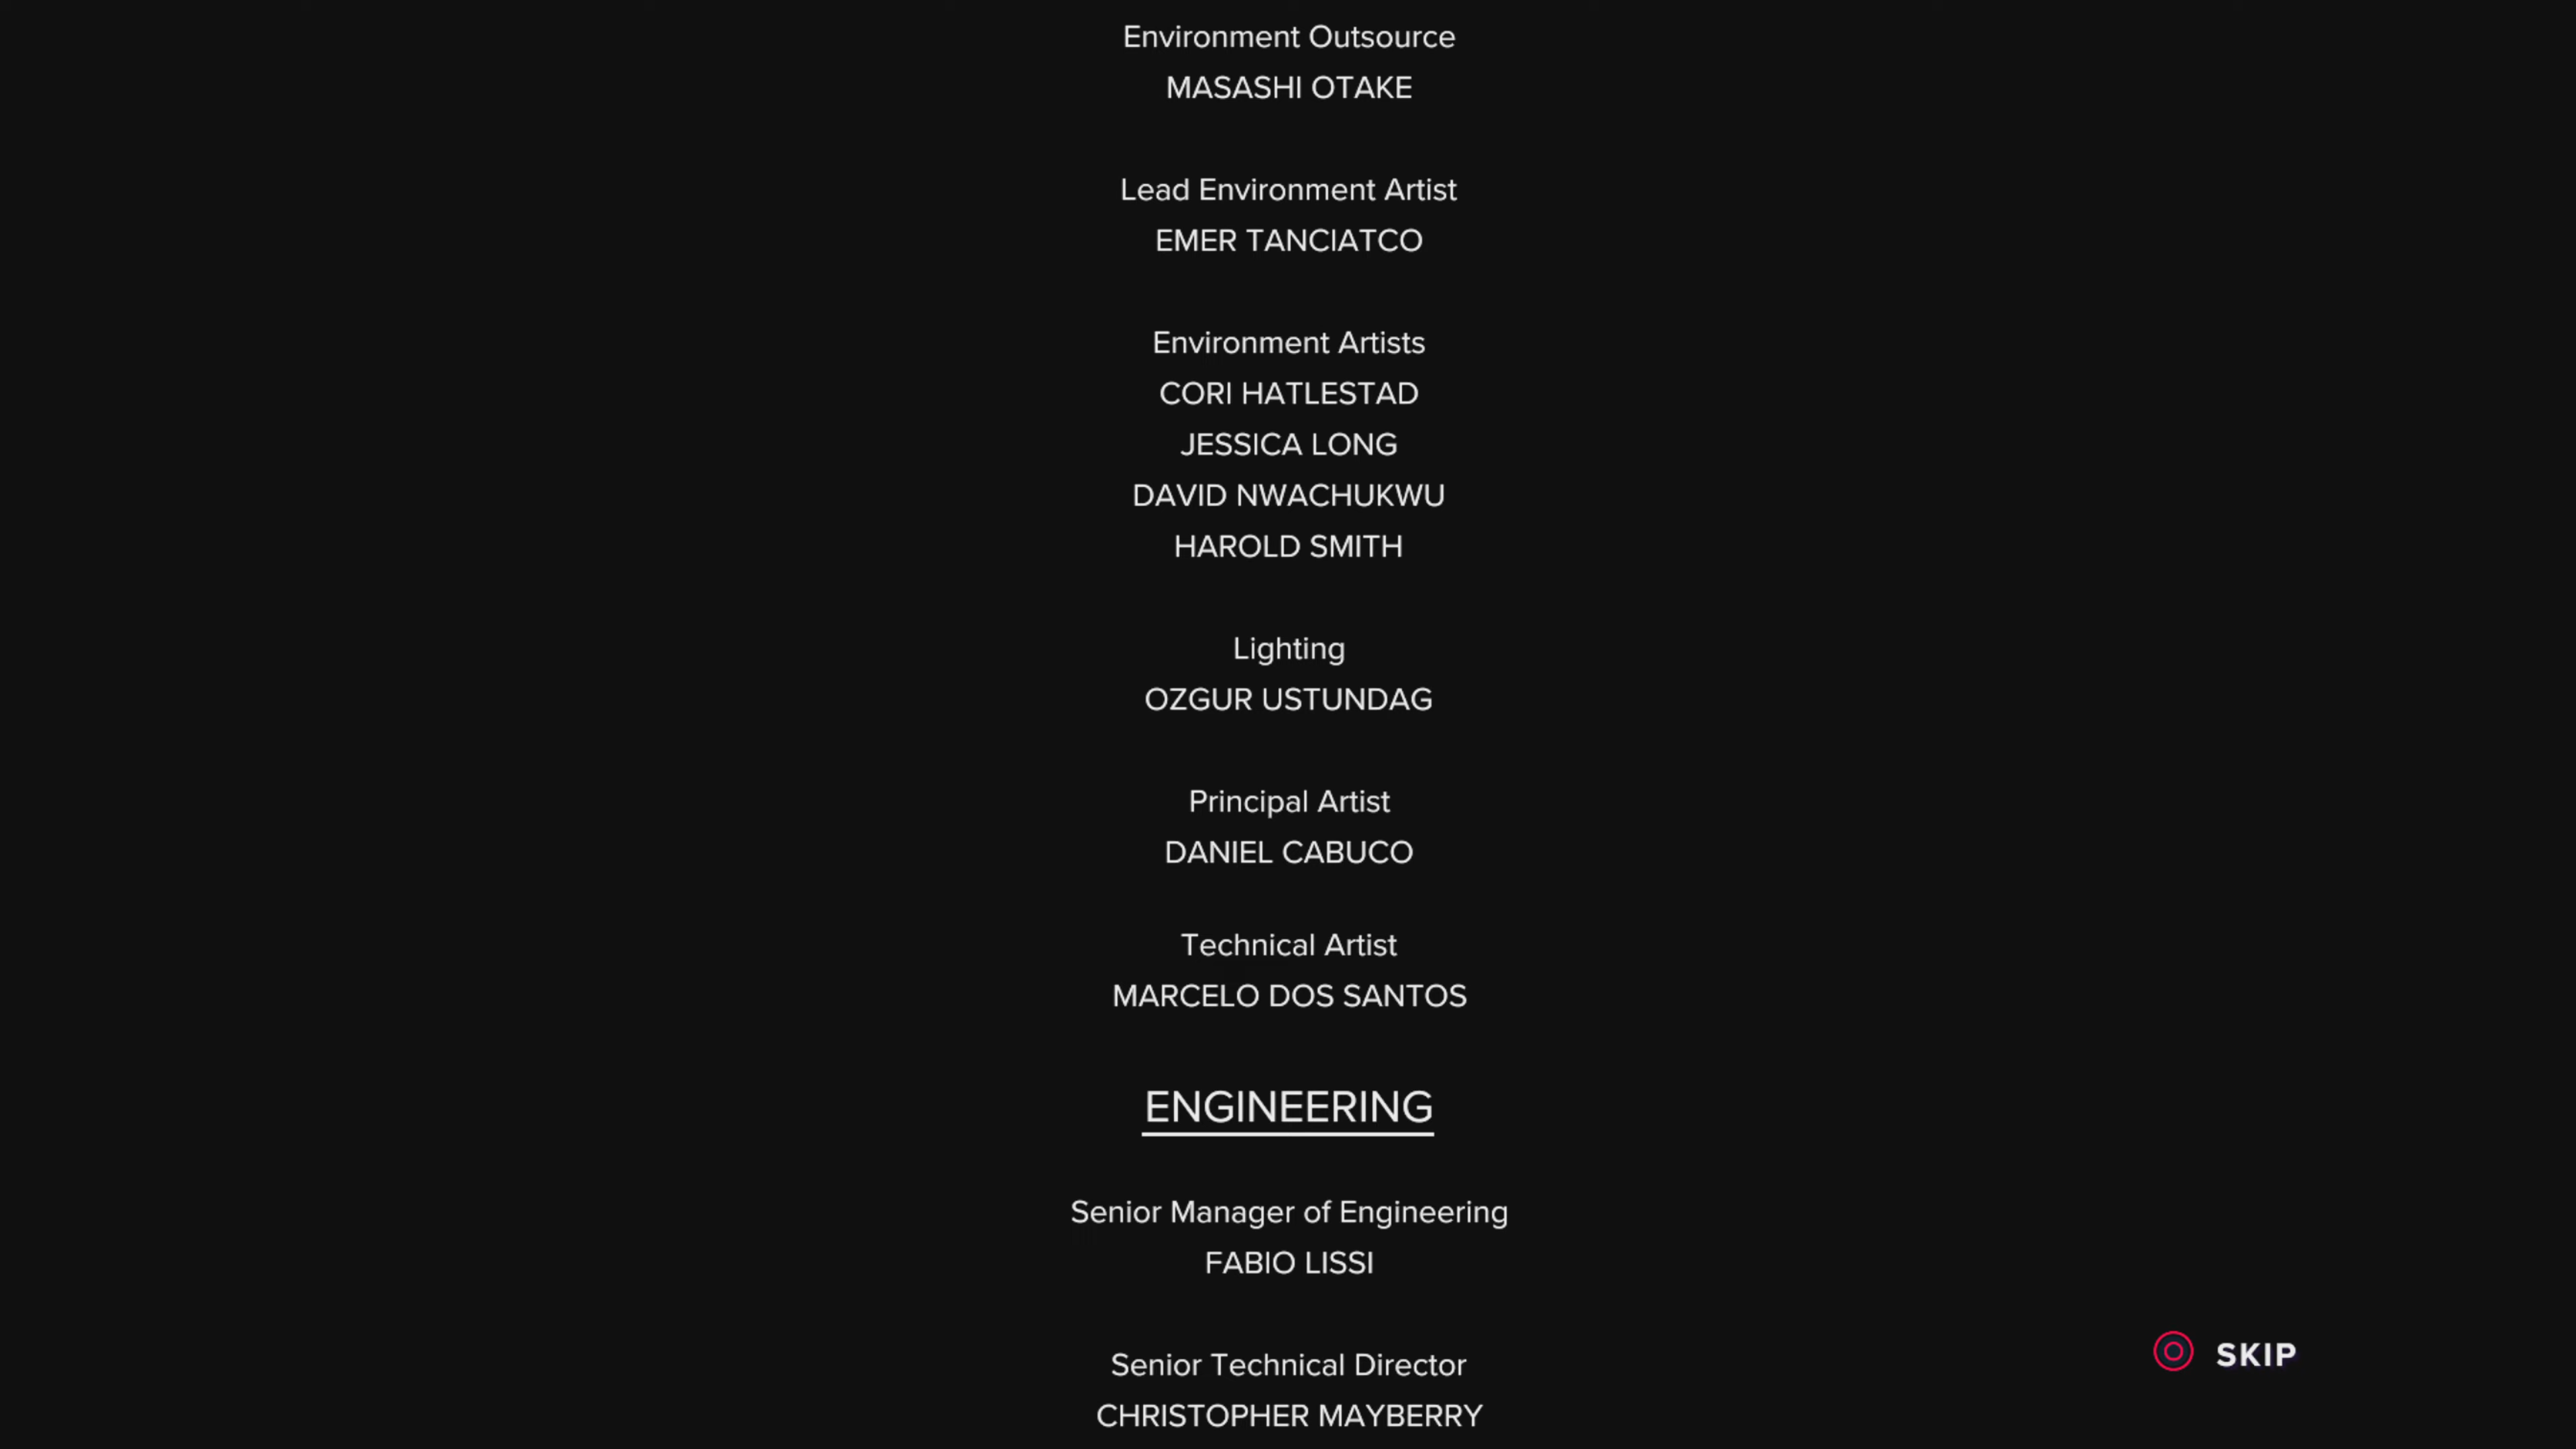 Environment Outsource
MASASHI OTAKE
Lead Environment Artist
EMER TANCIATCO
Environment Artists
CORI HATLESTAD
JESSICA LONG
DAVID NWACHUKWU
HAROLD SMITH
Lighting
OZGUR USTUNDAG
Principal Artist
DANIEL CABUCO
Technical Artist
MARCELO DOS SANTOS
ENGINEERING
Senior Manager of Engineering
FABIO LISSI
Senior Technical Director
CHRISTOPHER MAYBERRY
SKIP